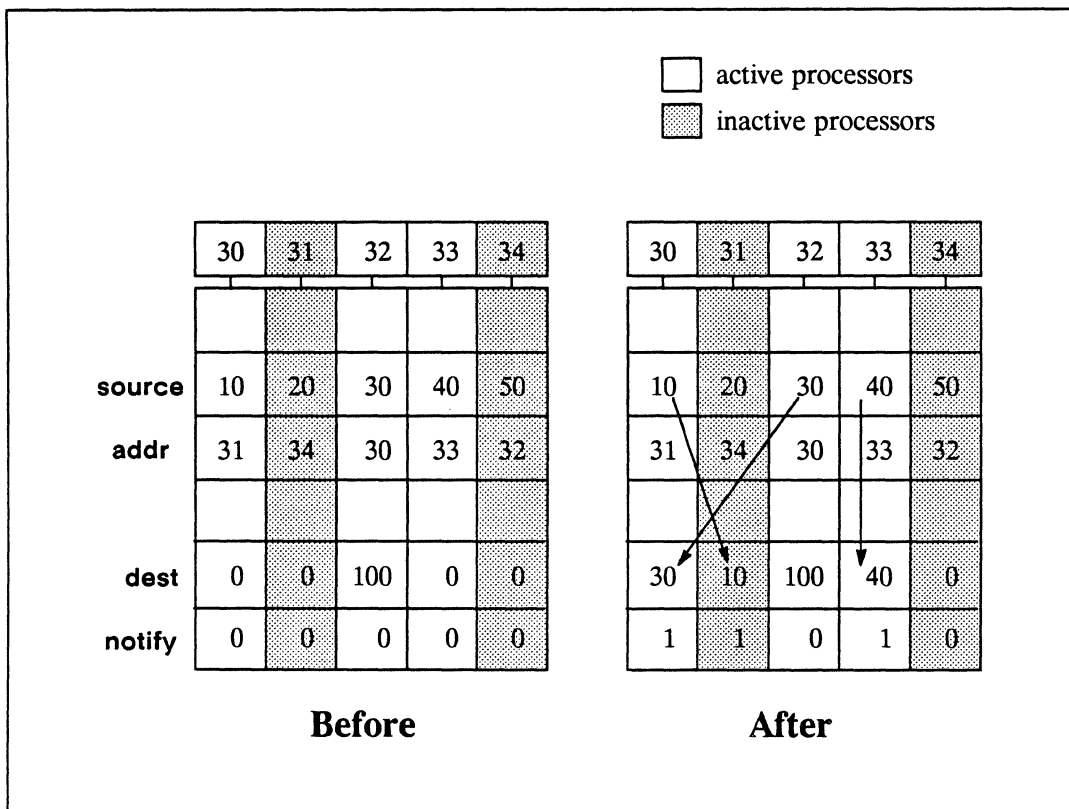 active processors
inactive processors
30 31 32 33 34
source 10 20 30 40 50
addr 31 34 30 33 32
dest 0 0 100 0 0
notify 0 0 0 0 0
Before
30 31 32 33 34
10 20 30 40 50
31 34 30 33 32
30 10 100 40 0
1 1 0 1 0
After